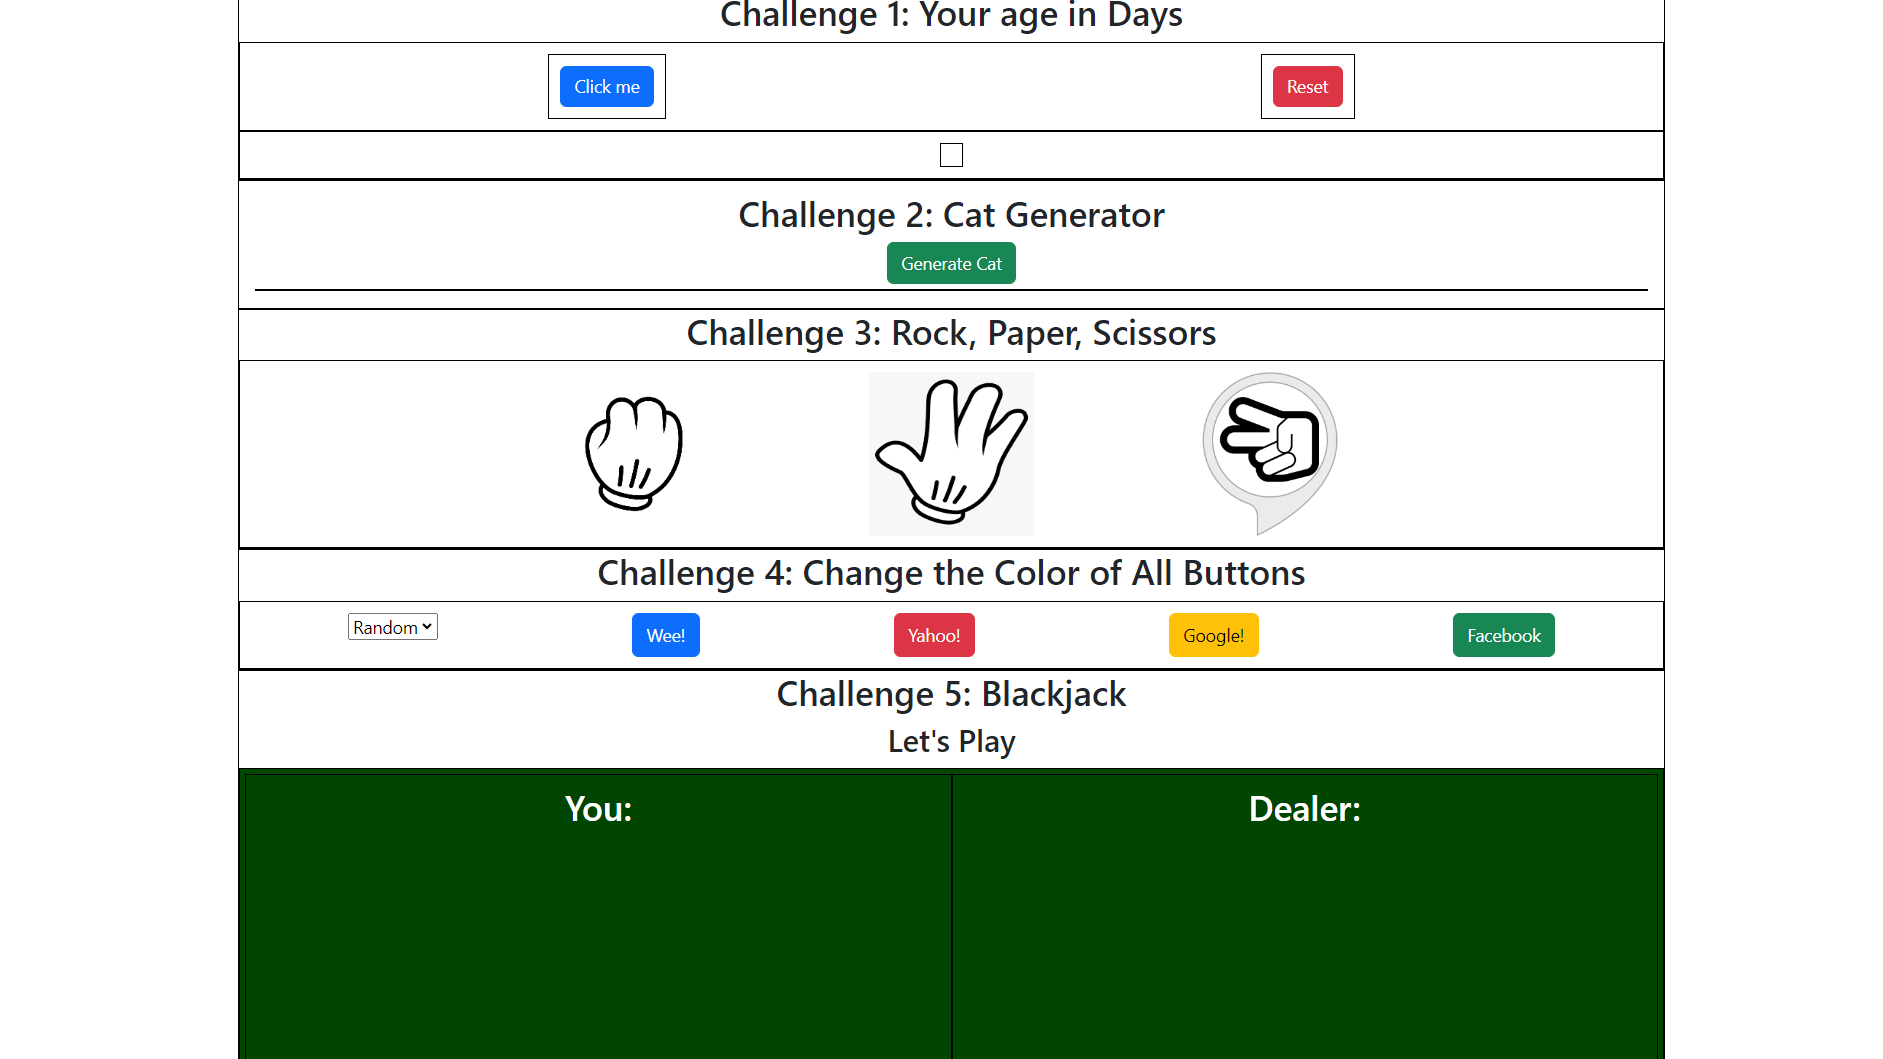 Challenge 1: Your age in Days
Click me
Reset
Challenge 2: Cat Generator
Generate Cat
Challenge 3: Rock, Paper, Scissors
Challenge 4: Change the Color of All Buttons
Random
Wee!
Yahoo!
Google!
Facebook
Challenge 5: Blackjack
Let's Play
You:
Dealer: